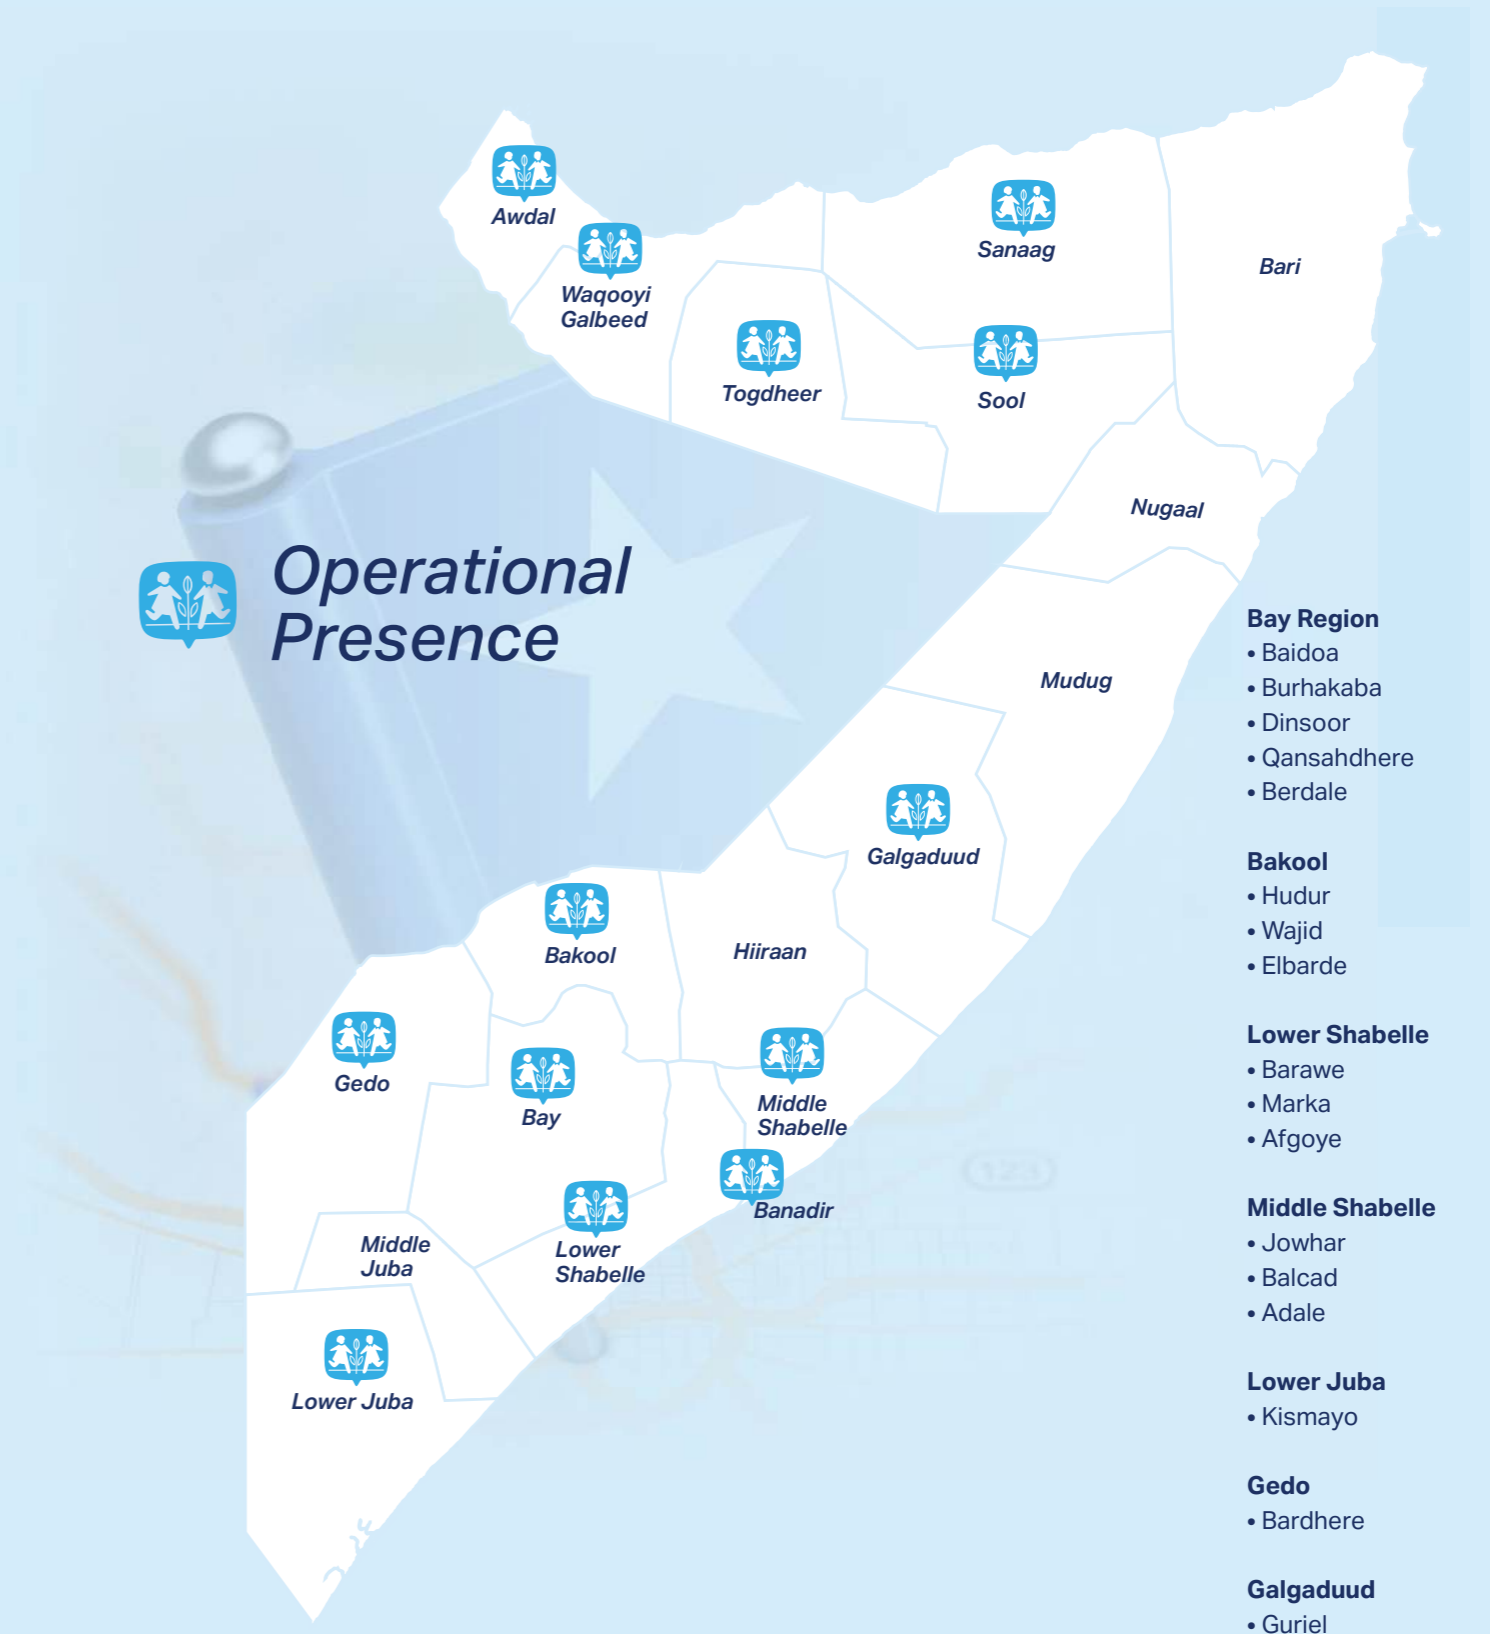 Awdal
Waqooyi
Galbeed
Togdheer
Sanaag
Sool
Bari
Nugaal
Operational
Presence
Mudug
Galgaduud
Bakool
Hiiraan
Gedo
Bay
Middle
Shabelle
Banadir
Lower
Shabelle
Middle
Juba
Lower Juba
123
Bay Region
• Baidoa
• Burhakaba
• Dinsoor
• Qansahdhere
• Berdale
Bakool
• Hudur
• Wajid
• Elbarde
Lower Shabelle
• Barawe
• Marka
• Afgoye
Middle Shabelle
• Jowhar
• Balcad
• Adale
Lower Juba
• Kismayo
Gedo
• Bardhere
Galgaduud
• Guriel